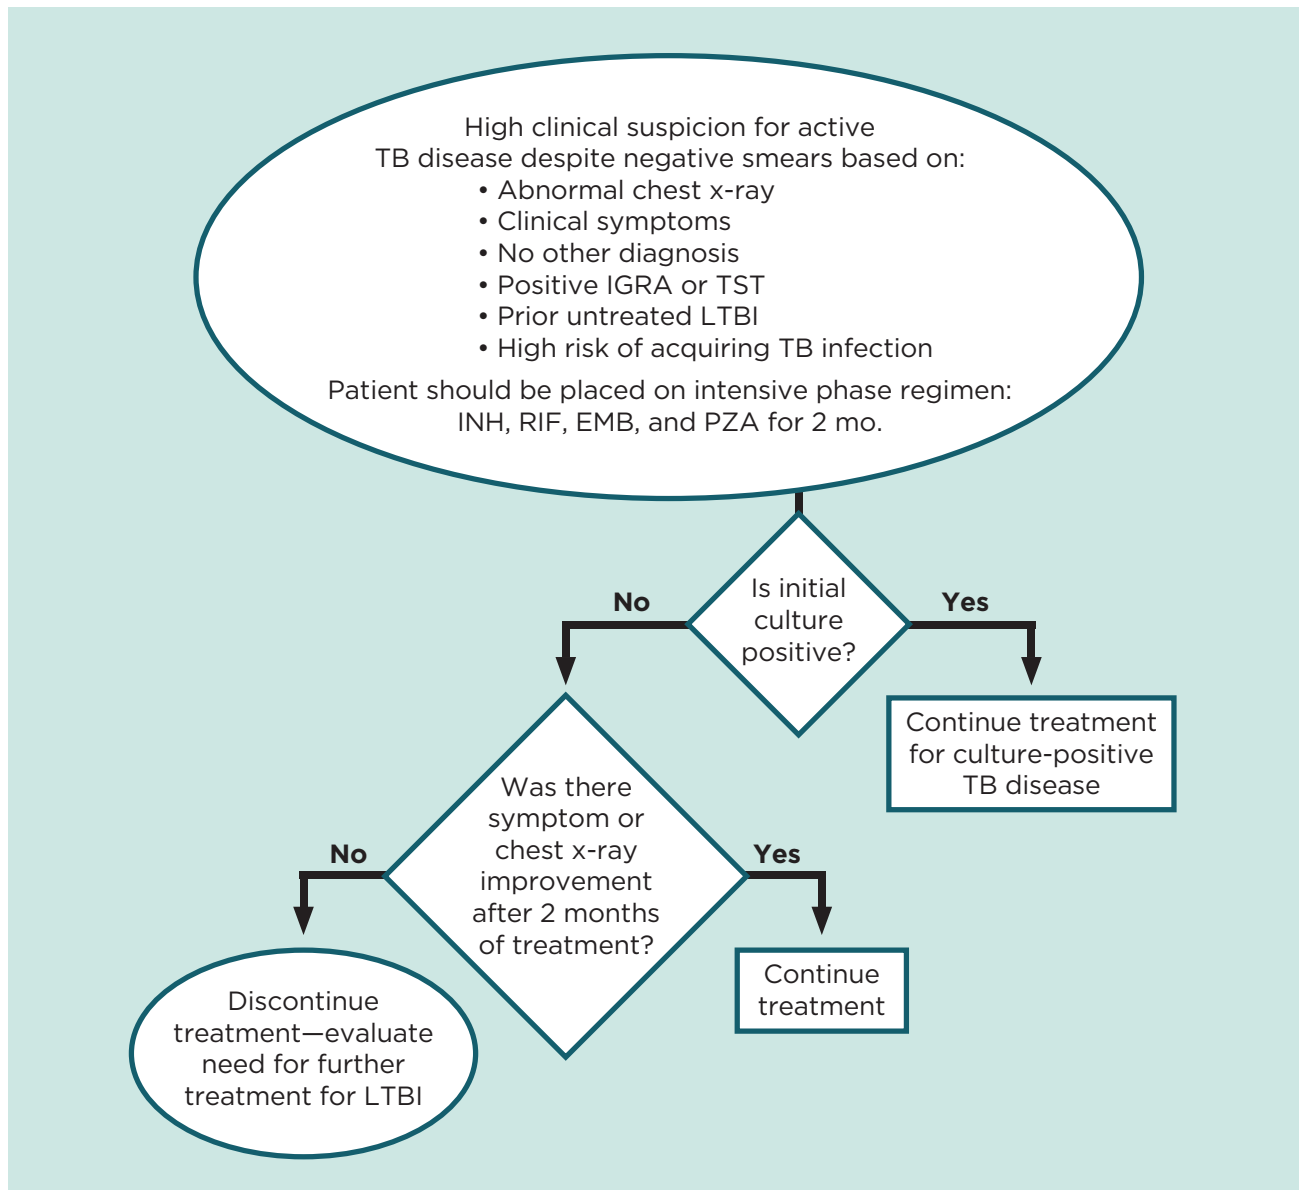 High clinical suspicion for active
TB disease despite negative smears based on:
• Abnormal chest x-ray
• Clinical symptoms
• No other diagnosis
• Positive IGRA or TST
• Prior untreated LTBI
• High risk of acquiring TB infection
Patient should be placed on intensive phase regimen:
INH, RIF, EMB, and PZA for 2 mo.
Is initial
culture
positive?
No
Yes
Continue treatment
for culture-positive
TB disease
Was there
symptom or
chest x-ray
improvement
after 2 months
of treatment?
No
Yes
Continue
treatment
Discontinue
treatment—evaluate
need for further
treatment for LTBI